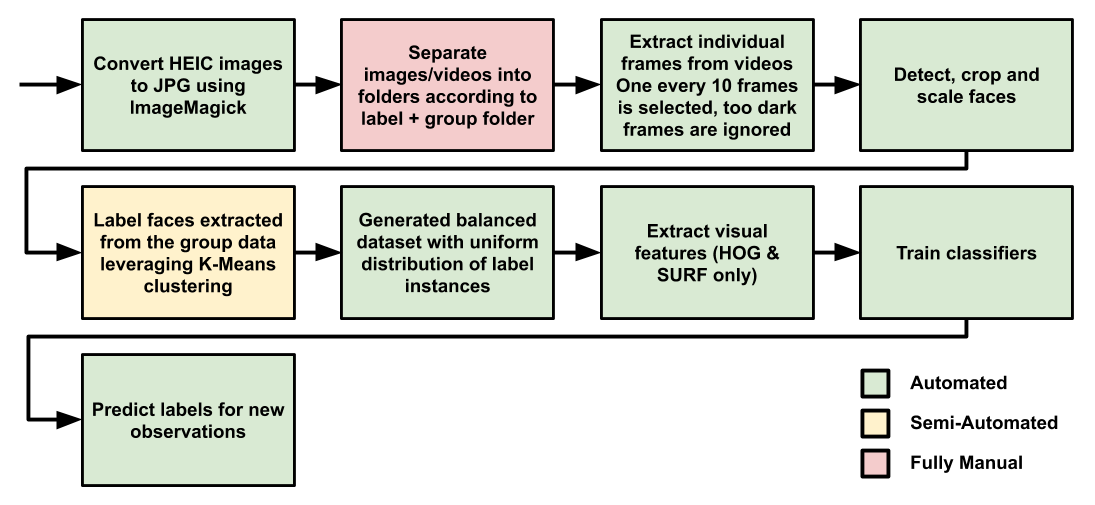 Convert HEIC images
to JPG using
ImageMagick
Separate
images/videos into
folders according to
label + group folder
Extract individual
frames from videos
One every 10 frames
is selected, too dark
frames are ignored
Detect, crop and
scale faces
Label faces extracted
from the group data
leveraging K-Means
clustering
Generated balanced
dataset with uniform
distribution of label
instances
Extract visual
features (HOG &
SURF only)
Train classifiers
Predict labels for new
observations
Automated
Semi-Automated
Fully Manual